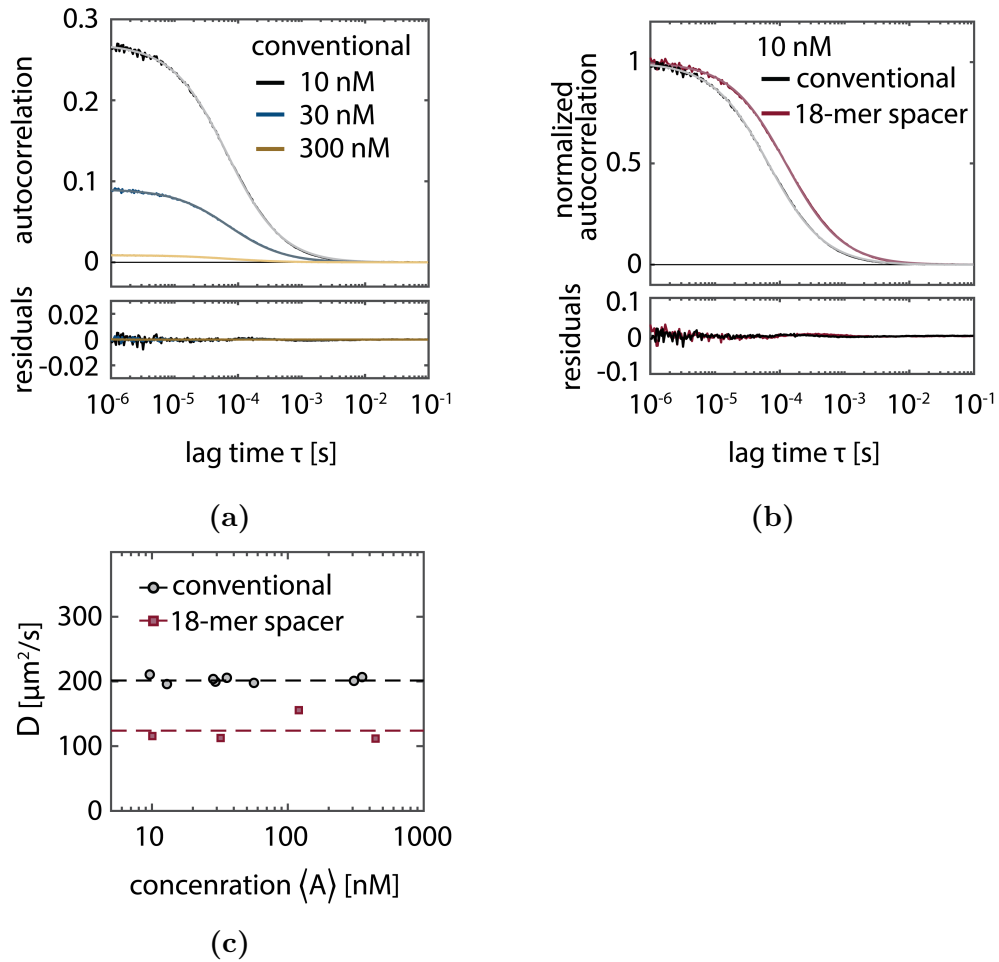 autocorrelation
0.3
0.2
0.1
0
conventional
10 nM
30 nM
300 nM
residuals
0.02
0
-0.02
10⁻⁶ 10⁻⁵ 10⁻⁴ 10⁻³ 10⁻² 10⁻¹
lag time τ [s]
(a)
normalized
autocorrelation
1
0.5
0
10 nM
conventional
18-mer spacer
residuals
0.1
0
-0.1
10⁻⁶ 10⁻⁵ 10⁻⁴ 10⁻³ 10⁻² 10⁻¹
lag time τ [s]
(b)
D [µm²/s]
300
200
100
0
conventional
18-mer spacer
10 100 1000
concenration ⟨A⟩ [nM]
(c)